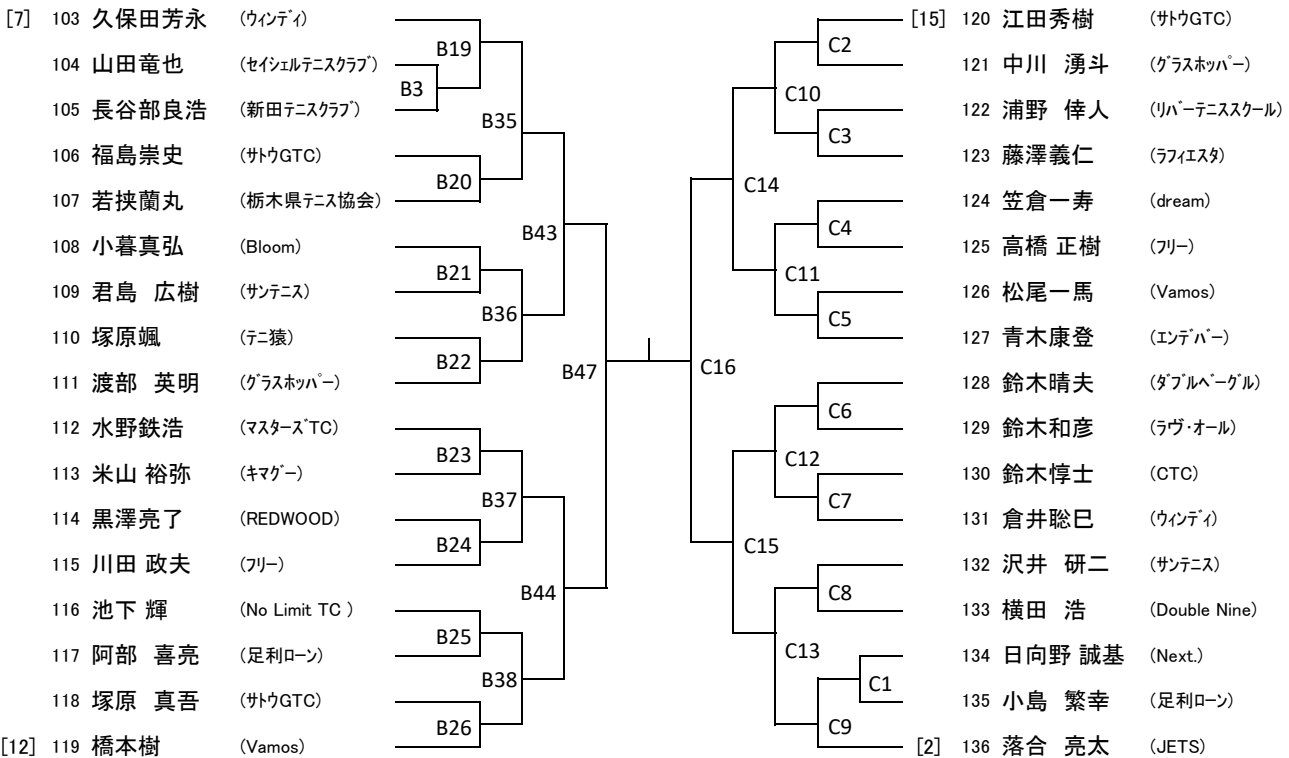 [7] 103 久保田芳永 (ウィンディ)
104 山田竜也 (セイシェルテニスクラブ)
105 長谷部良浩 (新田テニスクラブ)
106 福島崇史 (サトウGTC)
107 若挟蘭丸 (栃木県テニス協会)
108 小暮真弘 (Bloom)
109 君島 広樹 (サンテニス)
110 塚原颯 (テニ猿)
111 渡部 英明 (グラスホッパー)
112 水野鉄浩 (マスターズTC)
113 米山 裕弥 (キマグー)
114 黒澤亮了 (REDWOOD)
115 川田 政夫 (フリー)
116 池下 輝 (No Limit TC )
117 阿部 喜亮 (足利ローン)
118 塚原 真吾 (サトウGTC)
[12] 119 橋本樹 (Vamos)
B3
B19
B20
B21
B22
B23
B24
B25
B26
B35
B36
B37
B38
B43
B44
B47
C16
C14
C15
C10
C11
C12
C13
C2
C3
C4
C5
C6
C7
C8
C9
C1
[15] 120 江田秀樹 (サトウGTC)
121 中川 湧斗 (グラスホッパー)
122 浦野 倖人 (リバーテニススクール)
123 藤澤義仁 (ラフィエスタ)
124 笠倉一寿 (dream)
125 高橋 正樹 (フリー)
126 松尾一馬 (Vamos)
127 青木康登 (エンデバー)
128 鈴木晴夫 (ダブルベーグル)
129 鈴木和彦 (ラヴ・オール)
130 鈴木惇士 (CTC)
131 倉井聡巳 (ウィンディ)
132 沢井 研二 (サンテニス)
133 横田 浩 (Double Nine)
134 日向野 誠基 (Next.)
135 小島 繁幸 (足利ローン)
[2] 136 落合 亮太 (JETS)